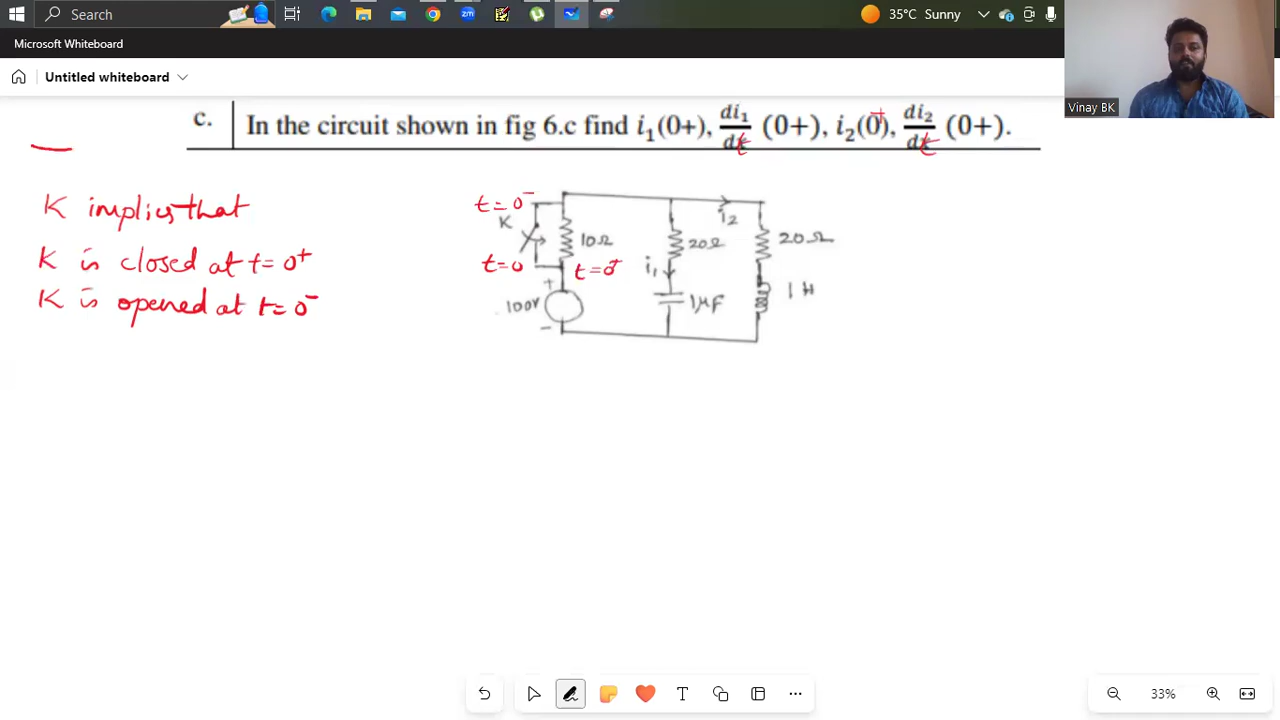 Search
35°C Sunny
Microsoft Whiteboard
Untitled whiteboard
Vinay BK
c. In the circuit shown in fig 6.c find i₁(0+), di₁/dt (0+), i₂(0⁺), di₂/dt (0+).
K implies that
K is closed at t=0⁺
K is opened at t=0⁻
t=0⁻
K
t=0
10Ω
t=0⁺
+
100V
−
i₂
20Ω
i₁
1μF
20Ω
1 H
33%